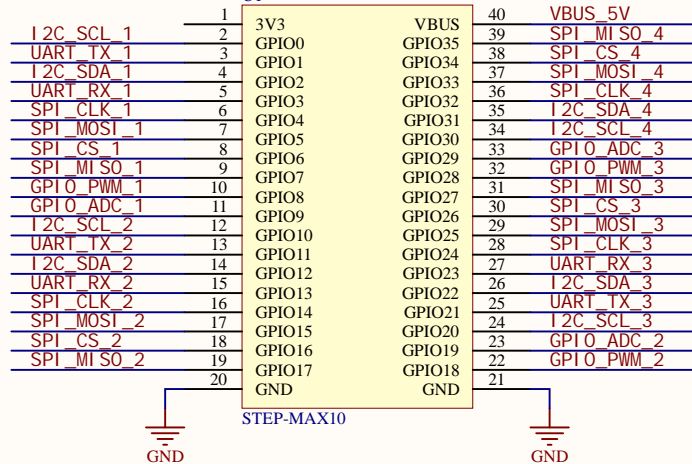 1 3V3 VBUS 40 VBUS_5V
I2C_SCL_1 2 GPIO0 GPIO35 39 SPI_MISO_4
UART_TX_1 3 GPIO1 GPIO34 38 SPI_CS_4
I2C_SDA_1 4 GPIO2 GPIO33 37 SPI_MOSI_4
UART_RX_1 5 GPIO3 GPIO32 36 SPI_CLK_4
SPI_CLK_1 6 GPIO4 GPIO31 35 I2C_SDA_4
SPI_MOSI_1 7 GPIO5 GPIO30 34 I2C_SCL_4
SPI_CS_1 8 GPIO6 GPIO29 33 GPIO_ADC_3
SPI_MISO_1 9 GPIO7 GPIO28 32 GPIO_PWM_3
GPIO_PWM_1 10 GPIO8 GPIO27 31 SPI_MISO_3
GPIO_ADC_1 11 GPIO9 GPIO26 30 SPI_CS_3
I2C_SCL_2 12 GPIO10 GPIO25 29 SPI_MOSI_3
UART_TX_2 13 GPIO11 GPIO24 28 SPI_CLK_3
I2C_SDA_2 14 GPIO12 GPIO23 27 UART_RX_3
UART_RX_2 15 GPIO13 GPIO22 26 I2C_SDA_3
SPI_CLK_2 16 GPIO14 GPIO21 25 UART_TX_3
SPI_MOSI_2 17 GPIO15 GPIO20 24 I2C_SCL_3
SPI_CS_2 18 GPIO16 GPIO19 23 GPIO_ADC_2
SPI_MISO_2 19 GPIO17 GPIO18 22 GPIO_PWM_2
20 GND GND 21
STEP-MAX10
GND GND